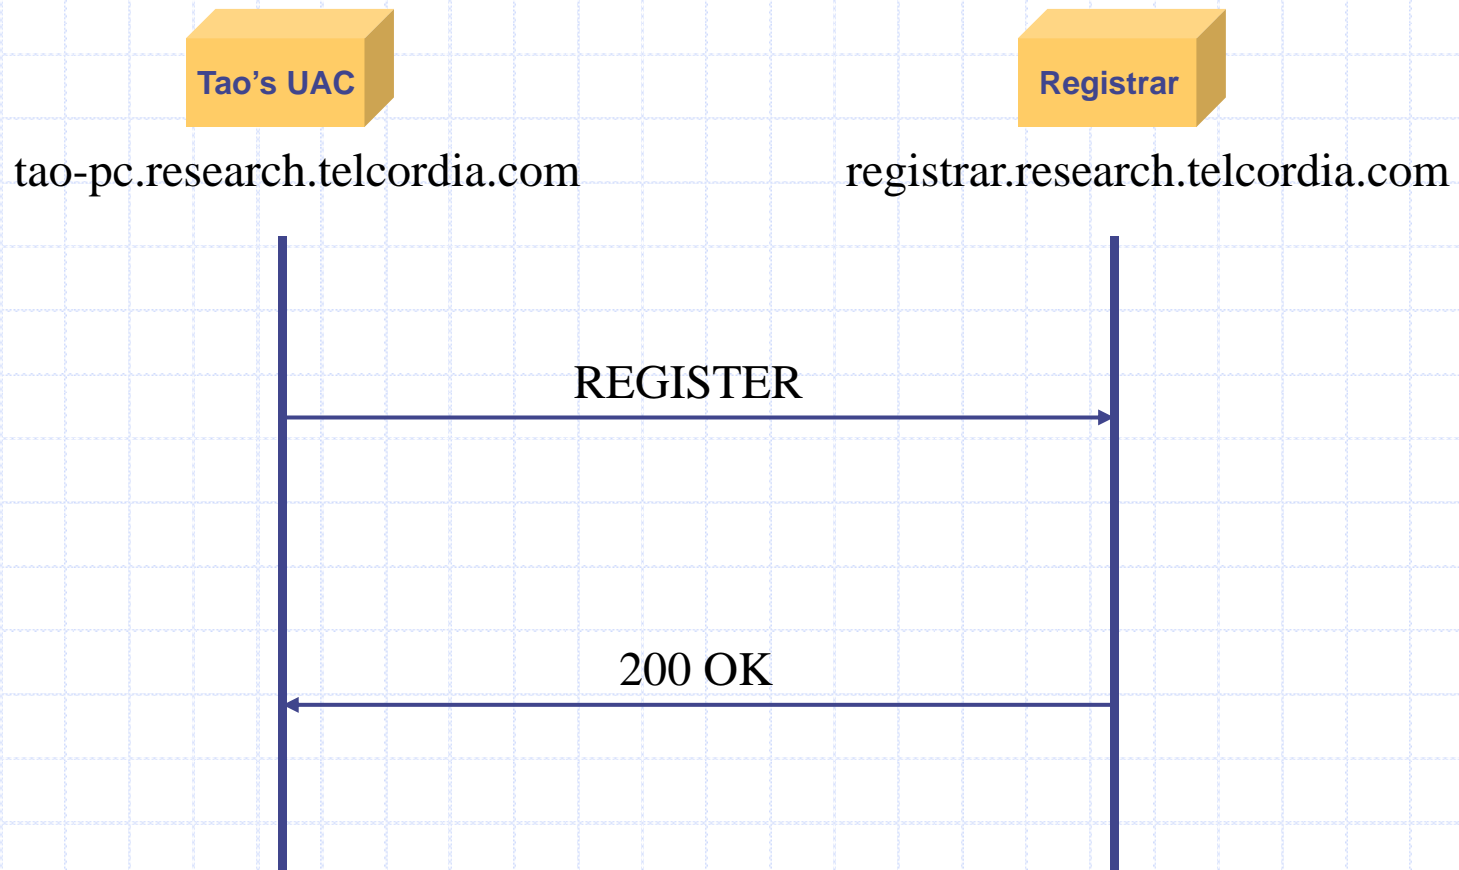 Tao’s UAC
Registrar
tao-pc.research.telcordia.com
registrar.research.telcordia.com
REGISTER
200 OK